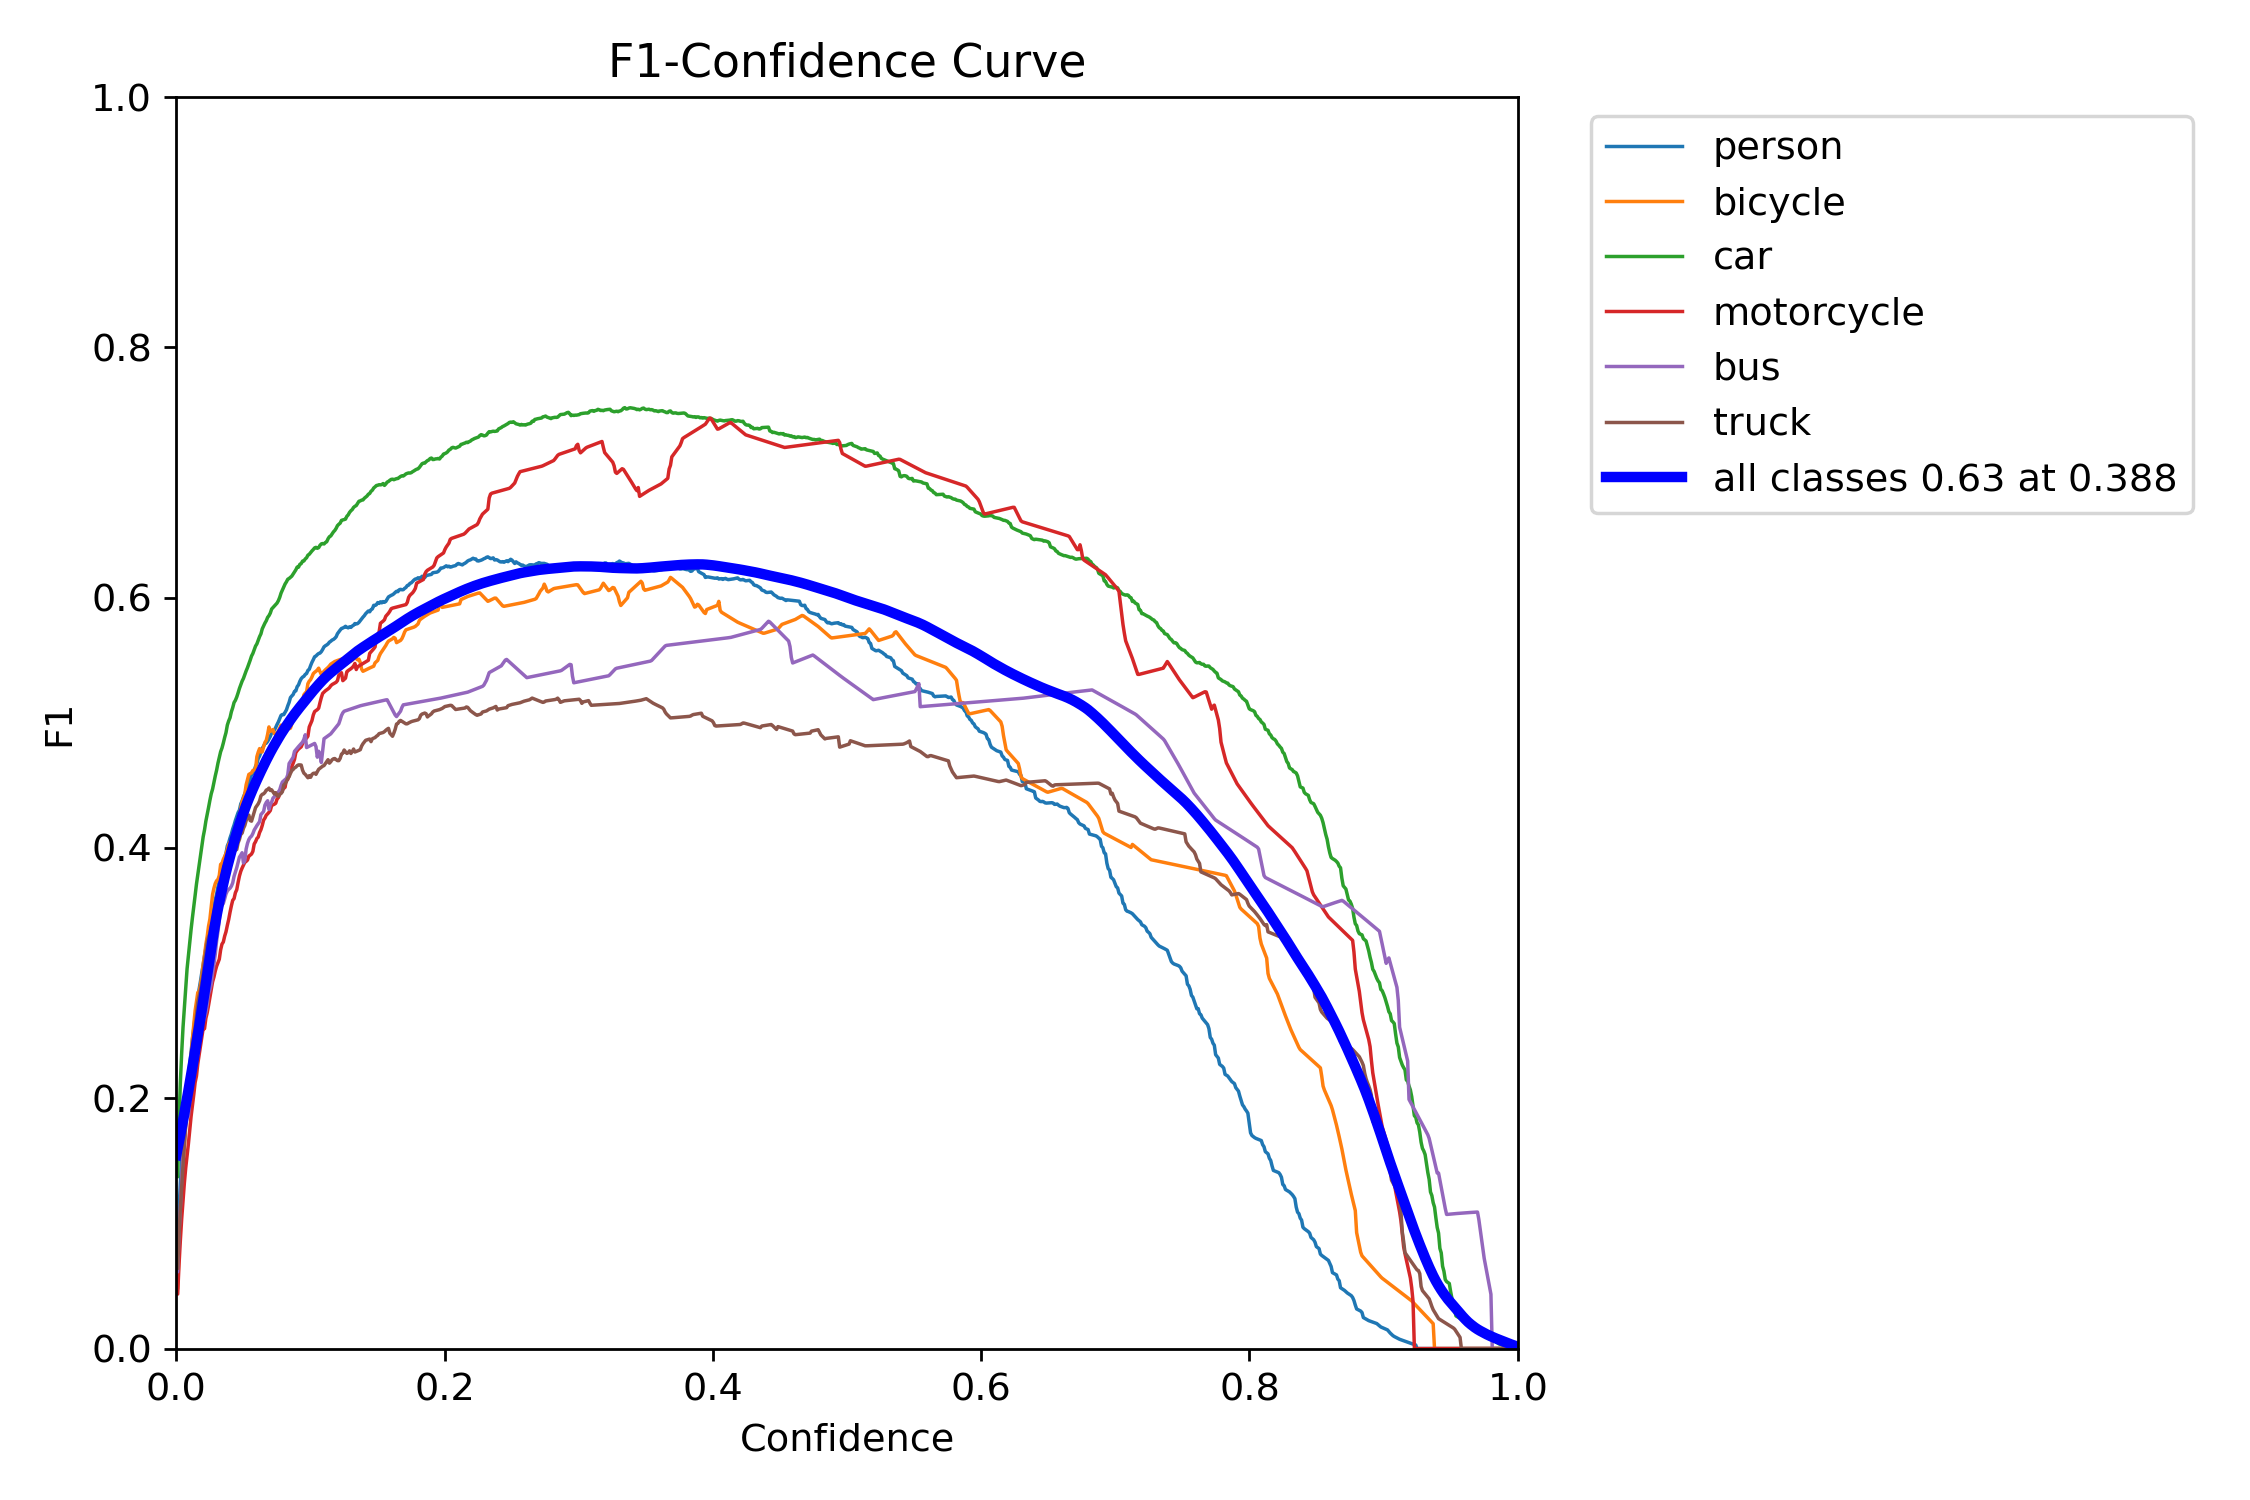 F1-Confidence Curve
1.0
0.8
0.6
0.4
0.2
0.0
F1
0.0 0.2 0.4 0.6 0.8 1.0
Confidence
person
bicycle
car
motorcycle
bus
truck
all classes 0.63 at 0.388